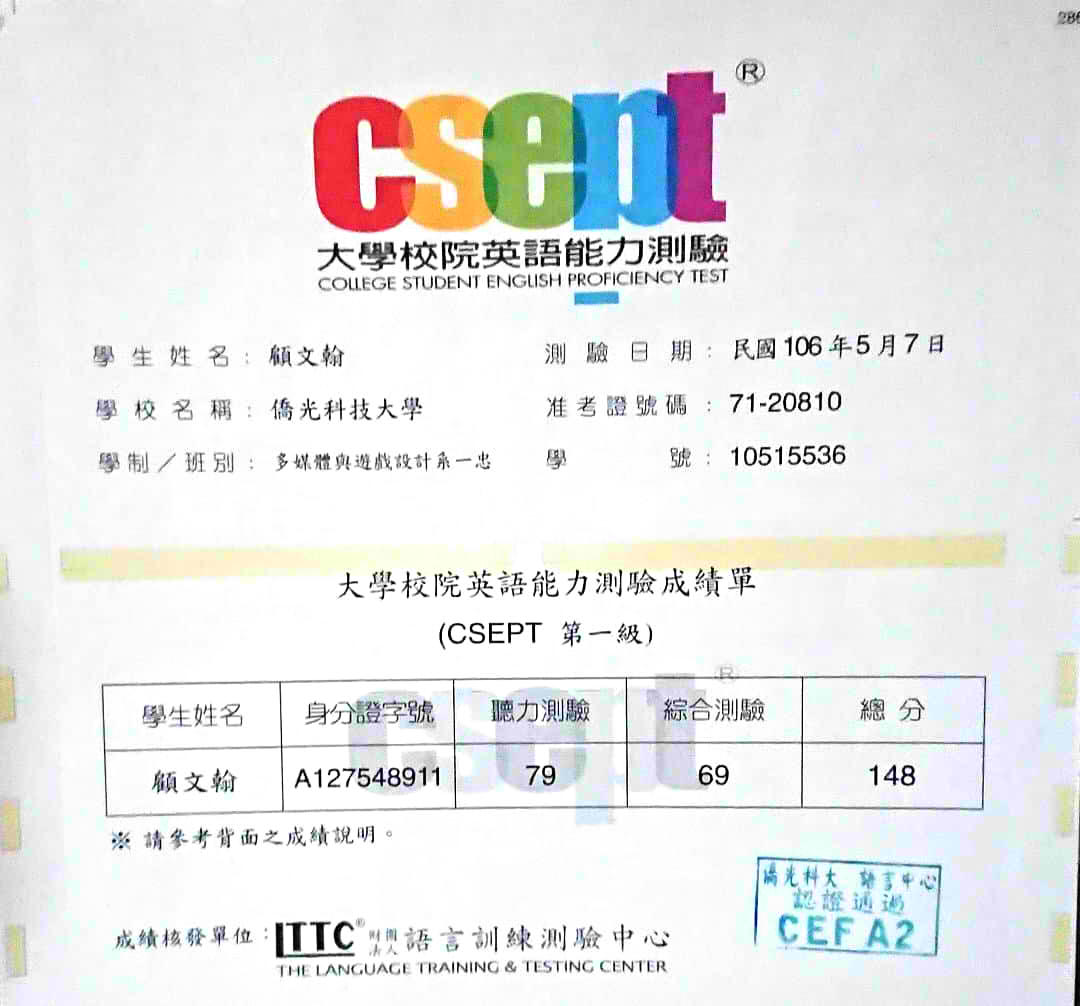 286
csept®
大學校院英語能力測驗
COLLEGE STUDENT ENGLISH PROFICIENCY TEST
學生姓名：顧文翰 測驗日期：民國106年5月7日
學校名稱：僑光科技大學 准考證號碼：71-20810
學制／班別：多媒體與遊戲設計系一忠 學號：10515536
大學校院英語能力測驗成績單
(CSEPT 第一級)
csept®
學生姓名 身分證字號 聽力測驗 綜合測驗 總分
顧文翰 A127548911 79 69 148
※ 請參考背面之成績說明。
僑光科大 語言中心
認證通過
CEF A2
成績核發單位：LTTC® 財團法人 語言訓練測驗中心
THE LANGUAGE TRAINING & TESTING CENTER